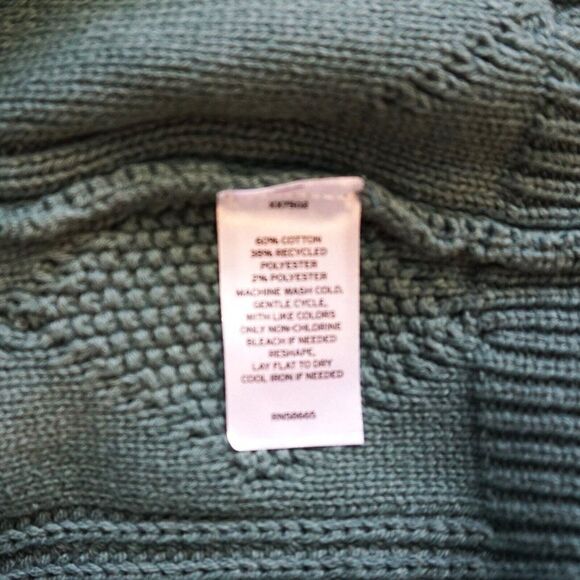 60% COTTON
38% RECYCLED
POLYESTER
2% POLYESTER
MACHINE WASH COLD,
GENTLE CYCLE,
WITH LIKE COLORS
ONLY NON-CHLORINE
BLEACH IF NEEDED
RESHAPE,
LAY FLAT TO DRY
COOL IRON IF NEEDED
RN58665